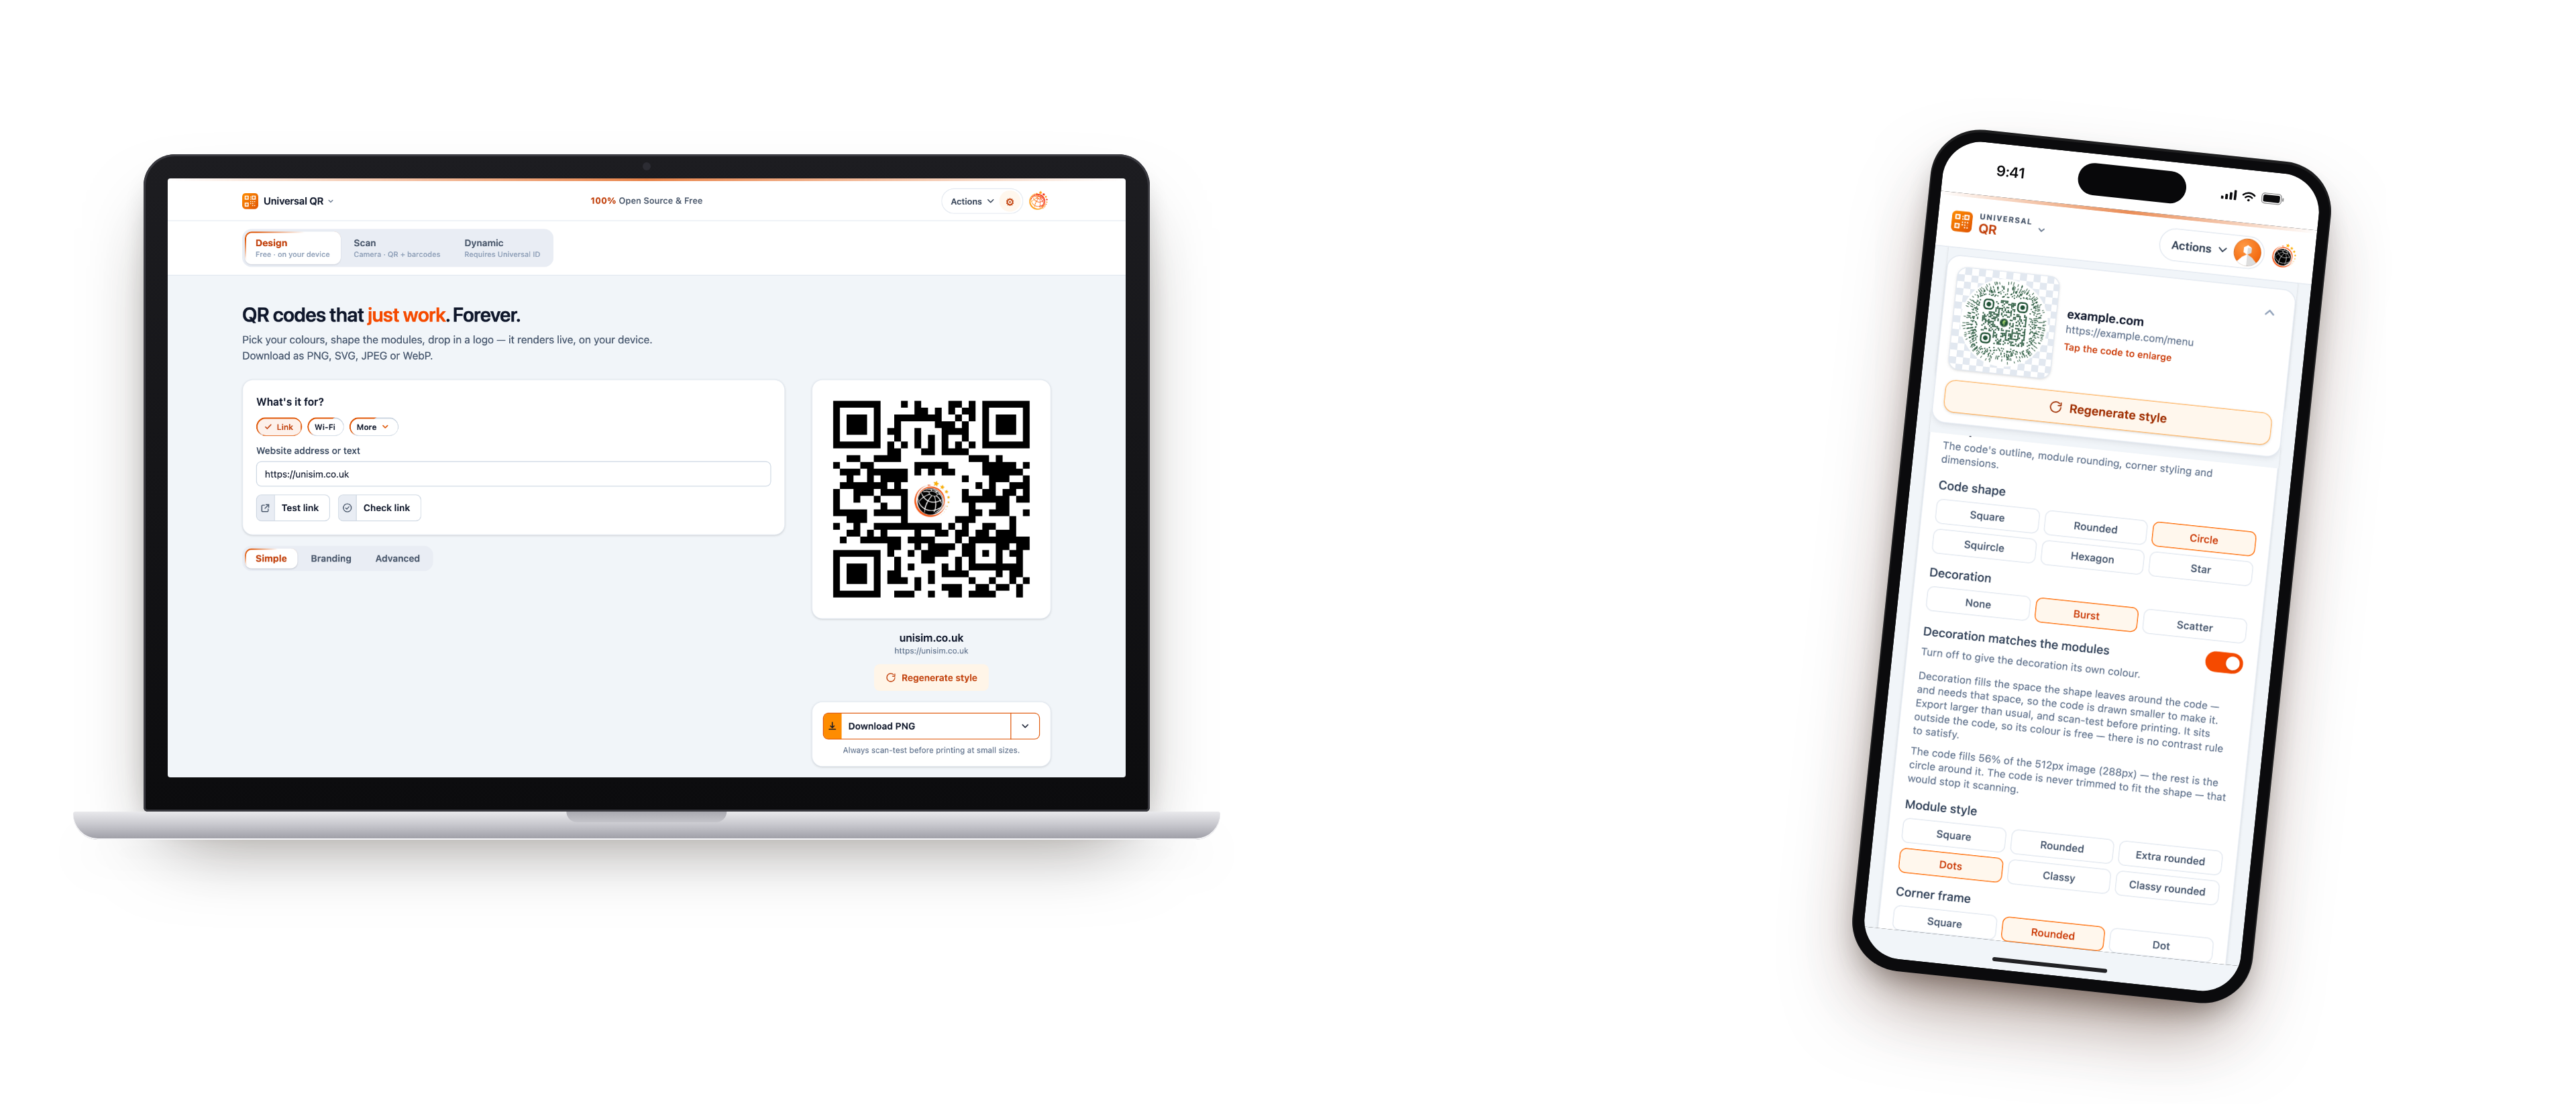 Universal QR
100% Open Source & Free
Actions
Design
Free · on your device
Scan
Camera · QR + barcodes
Dynamic
Requires Universal ID
QR codes that just work. Forever.
Pick your colours, shape the modules, drop in a logo — it renders live, on your device.
Download as PNG, SVG, JPEG or WebP.
What's it for?
Link
Wi-Fi
More
Website address or text
https://unisim.co.uk
Test link
Check link
Simple
Branding
Advanced
unisim.co.uk
https://unisim.co.uk
Regenerate style
Download PNG
Always scan-test before printing at small sizes.
9:41
UNIVERSAL
QR
Actions
example.com
https://example.com/menu
Tap the code to enlarge
Regenerate style
The code's outline, module rounding, corner styling and
dimensions.
Code shape
Square
Rounded
Circle
Squircle
Hexagon
Star
Decoration
None
Burst
Scatter
Decoration matches the modules
Turn off to give the decoration its own colour.
Decoration fills the space the shape leaves around the code —
and needs that space, so the code is drawn smaller to make it.
Export larger than usual, and scan-test before printing. It sits
outside the code, so its colour is free — there is no contrast rule
to satisfy.
The code fills 56% of the 512px image (288px) — the rest is the
circle around it. The code is never trimmed to fit the shape — that
would stop it scanning.
Module style
Square
Rounded
Extra rounded
Dots
Classy
Classy rounded
Corner frame
Square
Rounded
Dot